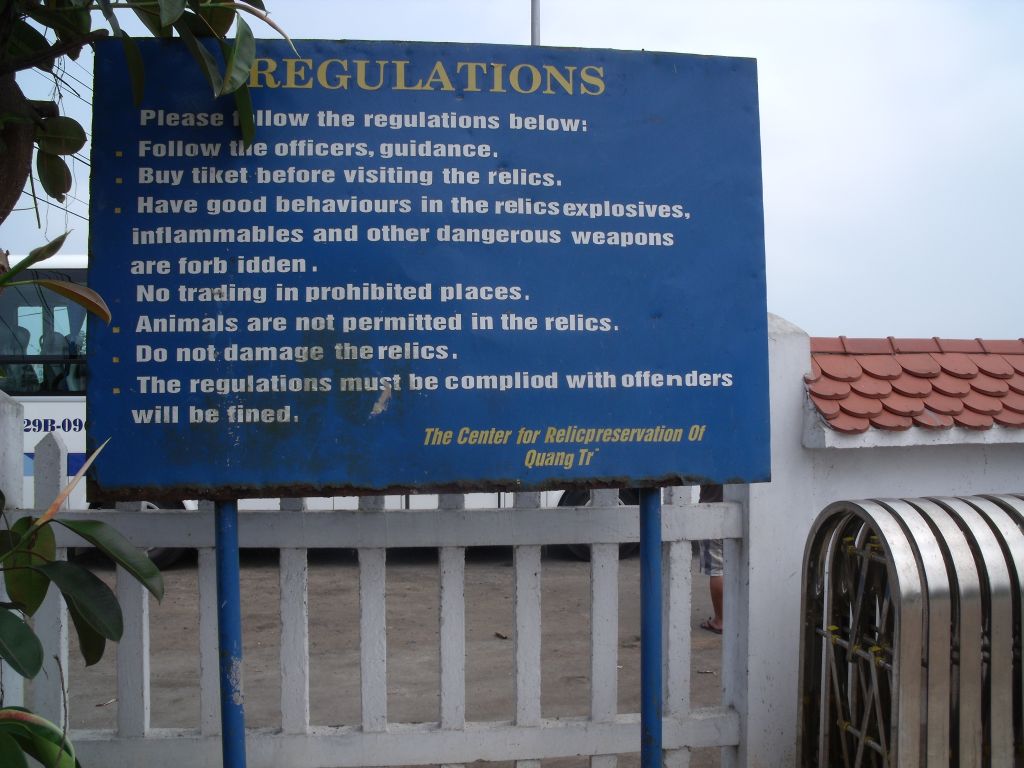 REGULATIONS
Please follow the regulations below:
Follow the officers, guidance.
Buy tiket before visiting the relics.
Have good behaviours in the relics explosives,
inflammables and other dangerous weapons
are forb idden.
No trading in prohibited places.
Animals are not permitted in the relics.
Do not damage the relics.
The regulations must be compliod with offenders
will be fined.
The Center for Relicpreservation Of
Quang Tr
29B-09